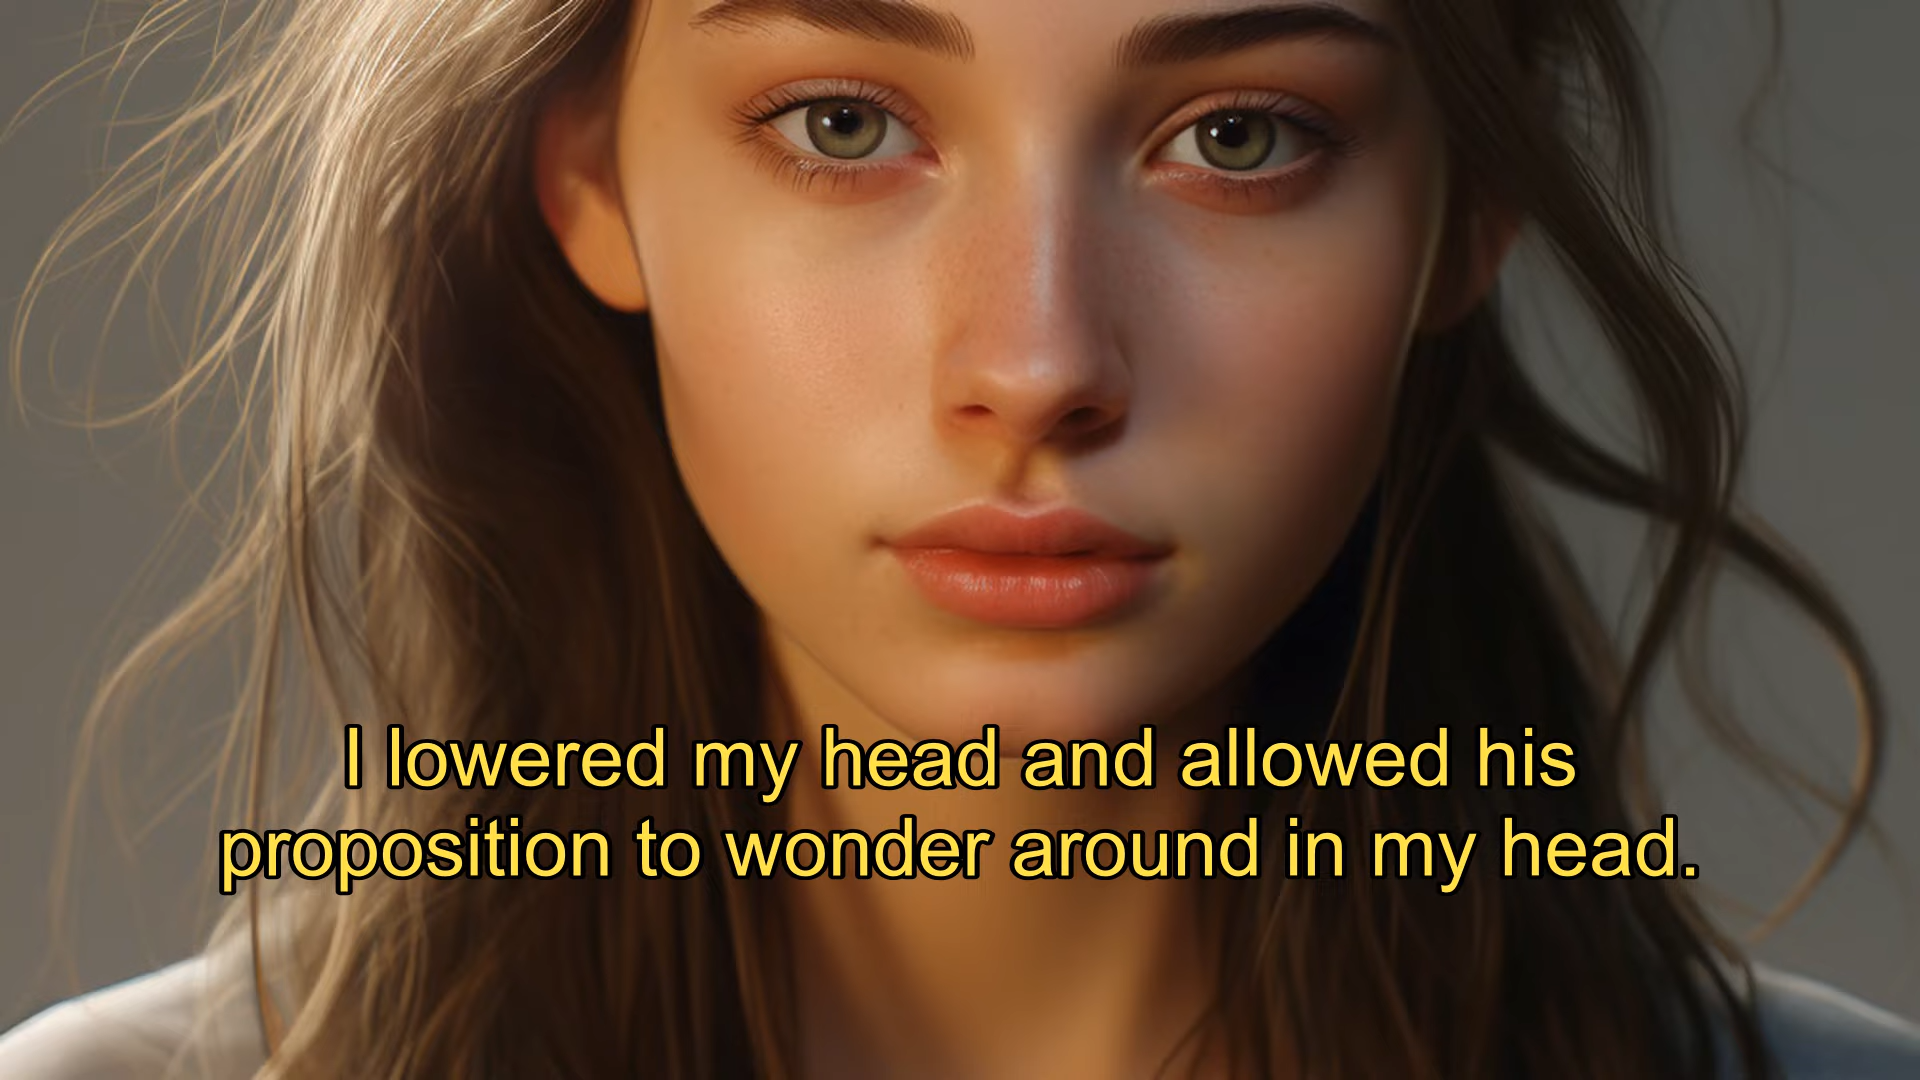 I lowered my head and allowed his
proposition to wonder around in my head.